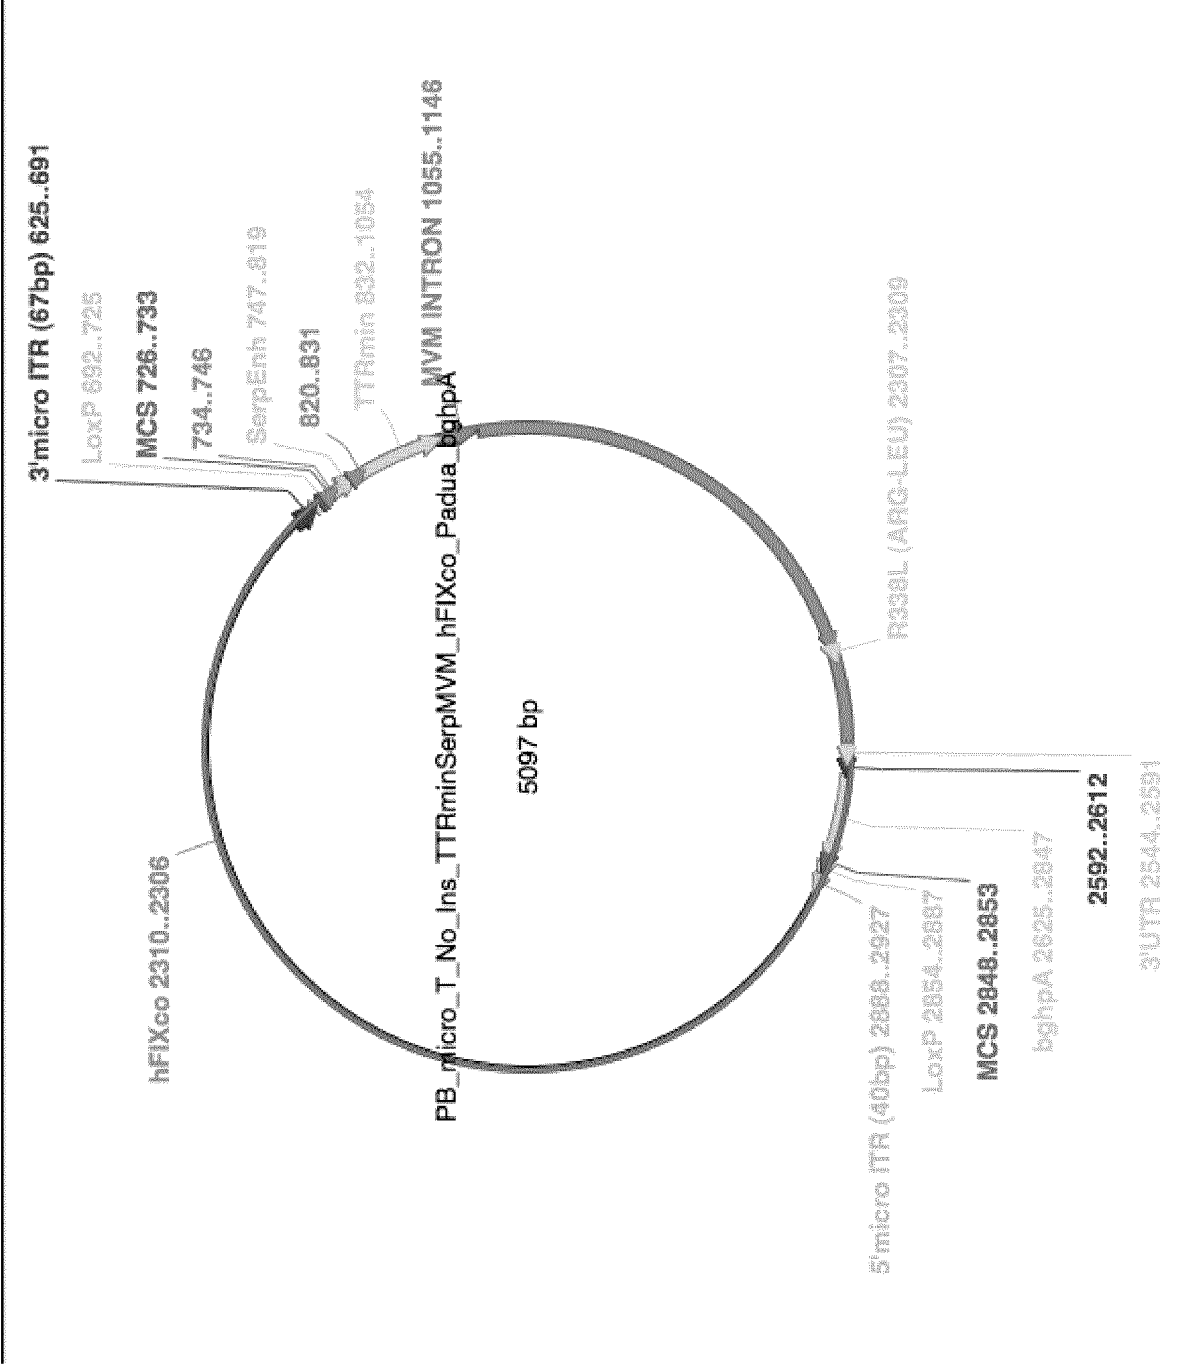 3'micro ITR (67bp) 625..691
LoxP 692..725
MCS 726..733
734..746
SerpEnh 747..819
820..831
TTRmin 832..1054
MVM INTRON 1055..1146
PB_micro_T_No_Ins_TTRminSerpMVM_hFIXco_Padua_bghpA
5097 bp
hFIXco 2310..2306
R338L (ARG-LEU) 2307..2309
5'micro ITR (40bp) 2888..2927
LoxP 2854..2887
MCS 2848..2853
bghpA 2625..2847
2592..2612
3'UTR 2544..2591